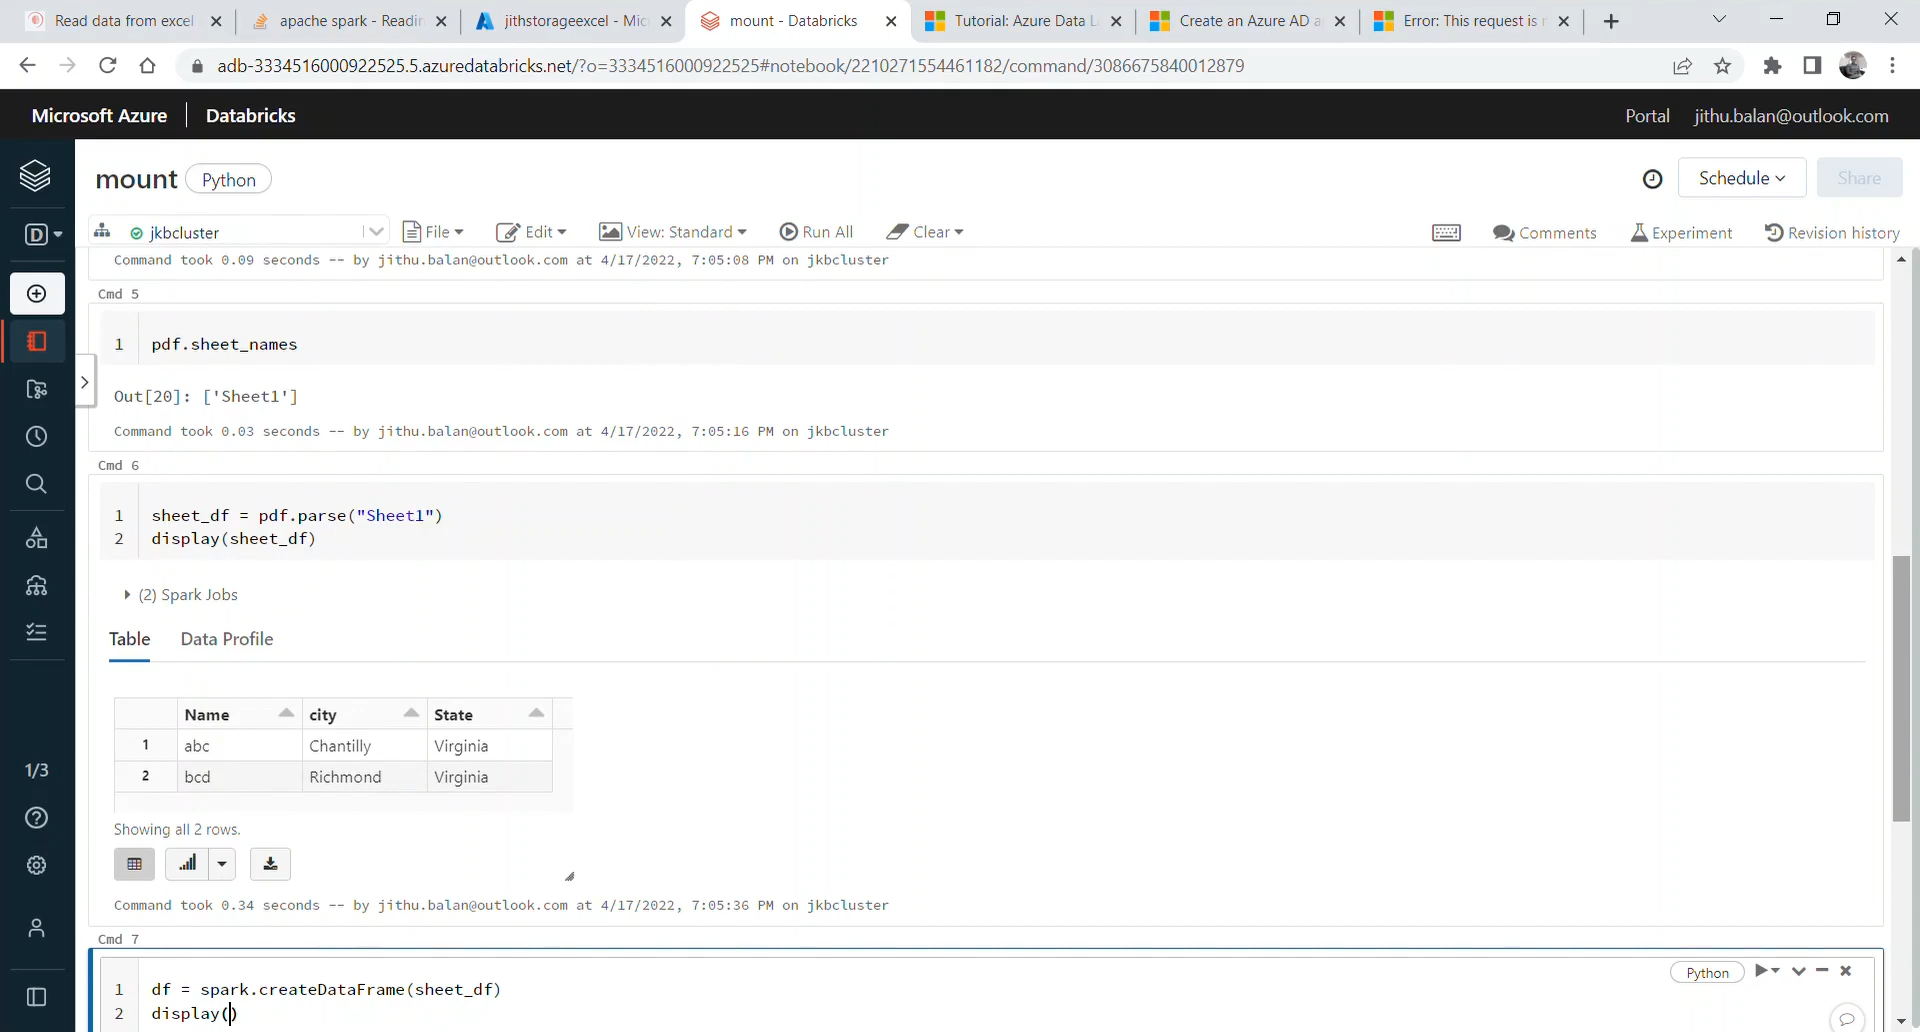 Read data from excel
apache spark - Readin
jithstorageexcel - Mic
mount - Databricks
Tutorial: Azure Data L
Create an Azure AD a
Error: This request is n
adb-3334516000922525.5.azuredatabricks.net/?o=3334516000922525#notebook/2210271554461182/command/3086675840012879
Microsoft Azure
Databricks
Portal
jithu.balan@outlook.com
mount
Python
Schedule
Share
D
jkbcluster
File
Edit
View: Standard
Run All
Clear
Comments
Experiment
Revision history
Command took 0.09 seconds -- by jithu.balan@outlook.com at 4/17/2022, 7:05:08 PM on jkbcluster
Cmd 5
1 pdf.sheet_names
Out[20]: ['Sheet1']
Command took 0.03 seconds -- by jithu.balan@outlook.com at 4/17/2022, 7:05:16 PM on jkbcluster
Cmd 6
1 sheet_df = pdf.parse("Sheet1")
2 display(sheet_df)
(2) Spark Jobs
Table Data Profile
Name city State
1 abc Chantilly Virginia
2 bcd Richmond Virginia
Showing all 2 rows.
Command took 0.34 seconds -- by jithu.balan@outlook.com at 4/17/2022, 7:05:36 PM on jkbcluster
1/3
Cmd 7
Python
1 df = spark.createDataFrame(sheet_df)
2 display()